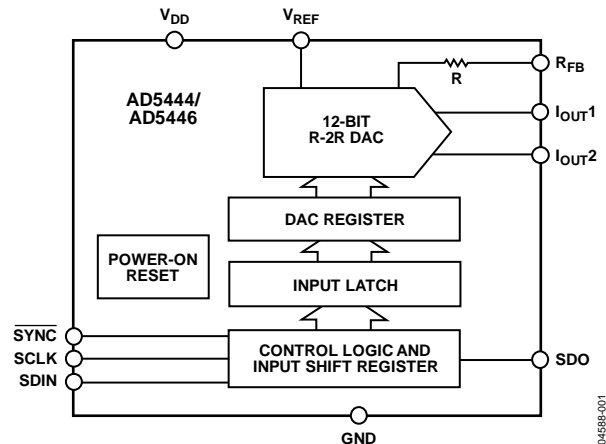 VDD
VREF
RFB
R
AD5444/
AD5446
12-BIT
R-2R DAC
IOUT1
IOUT2
DAC REGISTER
POWER-ON
RESET
INPUT LATCH
SYNC
SCLK
SDIN
CONTROL LOGIC AND
INPUT SHIFT REGISTER
SDO
GND
04588-001